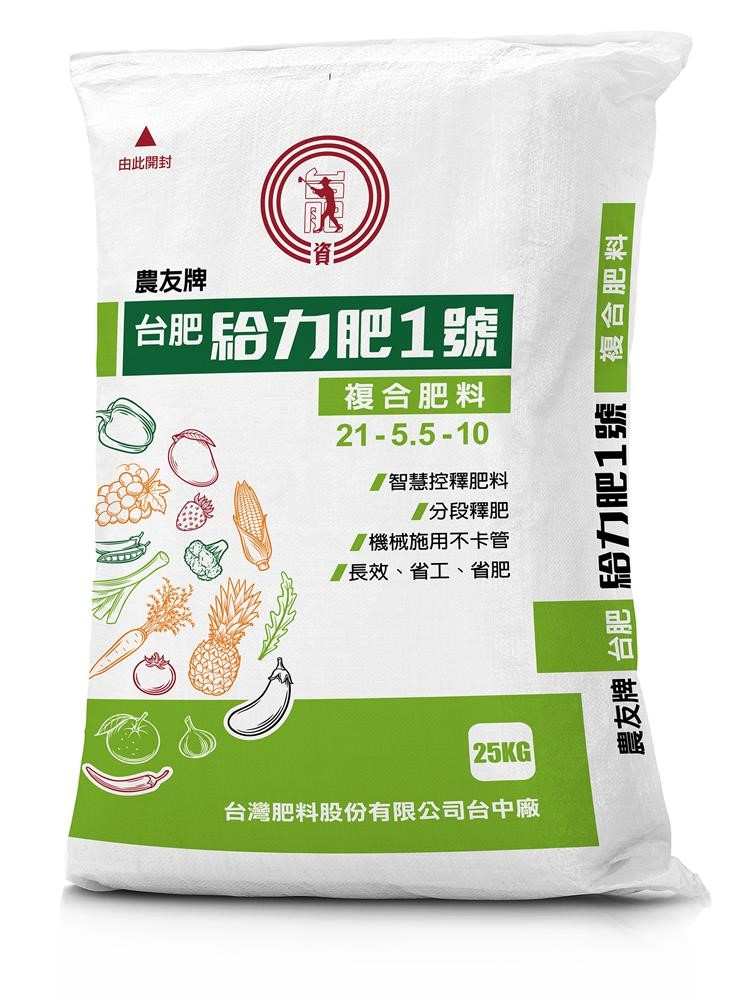 由此開封
台肥
資
農友牌
台肥 給力肥1號
複合肥料
21-5.5-10
智慧控釋肥料
分段釋肥
機械施用不卡管
長效、省工、省肥
25KG
台灣肥料股份有限公司台中廠
農友牌 台肥 給力肥1號 複合肥料